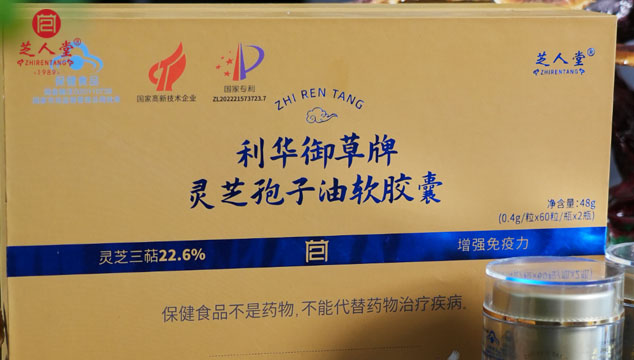 芝人堂®
ZHIRENTANG
—1989—
保健食品
国家高新技术企业
国家专利
ZL202221573723.7
芝人堂®
ZHIRENTANG
ZHI REN TANG
利华御草牌
灵芝孢子油软胶囊
净含量:48g
(0.4g/粒x60粒/瓶x2瓶)
灵芝三萜22.6%
增强免疫力
保健食品不是药物,不能代替药物治疗疾病.